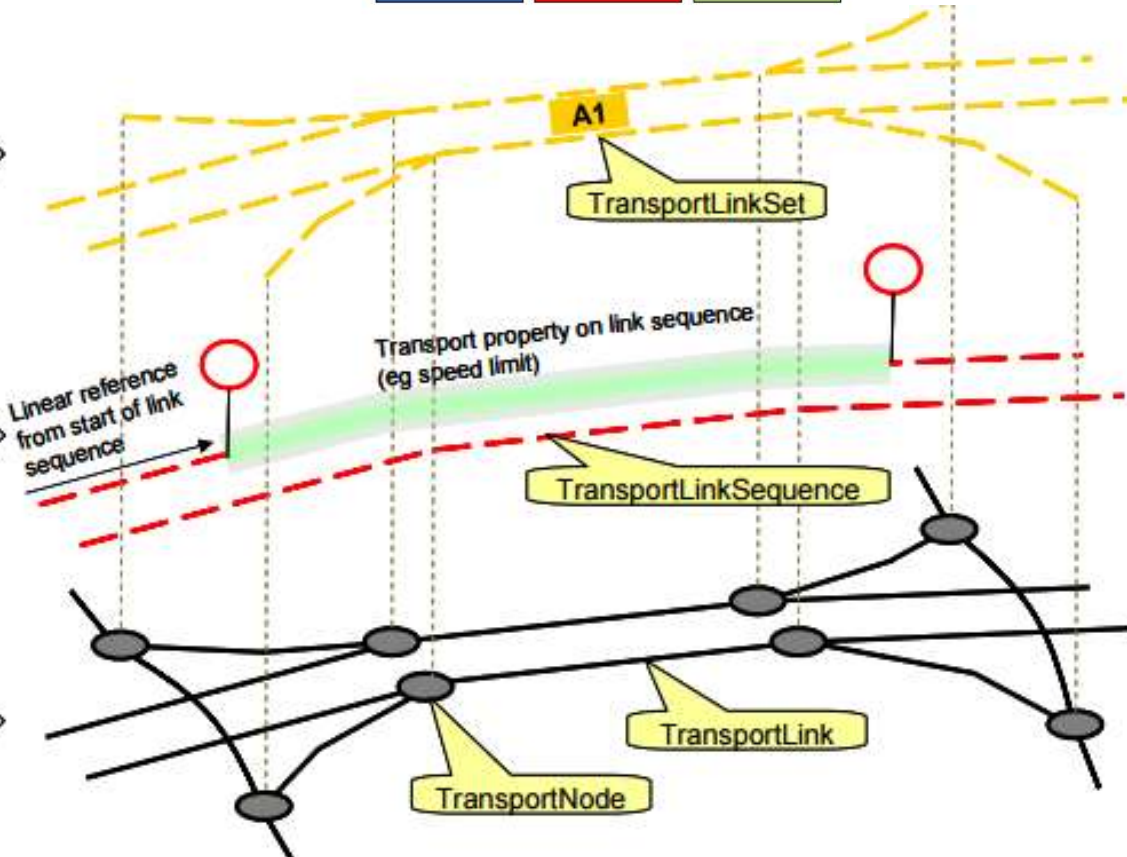 A1
TransportLinkSet
Transport property on link sequence
(eg speed limit)
Linear reference
from start of link
sequence
TransportLinkSequence
TransportLink
TransportNode